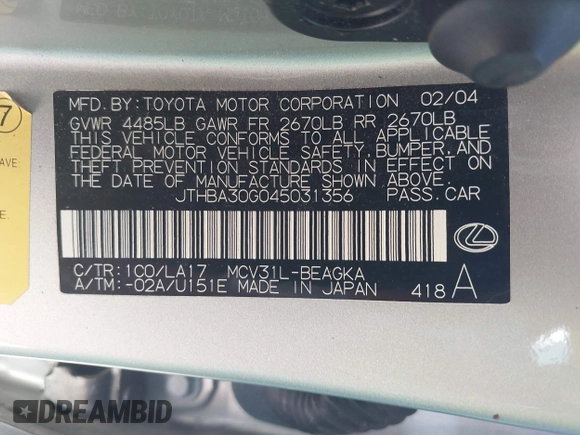 MFD. BY: TOYOTA MOTOR CORPORATION 02/04
GVWR 4485LB GAWR FR 2670LB RR 2670LB
THIS VEHICLE CONFORMS TO ALL APPLICABLE
FEDERAL MOTOR VEHICLE SAFETY, BUMPER, AND
THEFT PREVENTION STANDARDS IN EFFECT ON
THE DATE OF MANUFACTURE SHOWN ABOVE.
JTHBA30G045031356 PASS. CAR
C/TR: 1C0/LA17 MCV31L-BEAGKA
A/TM: -02A/U151E MADE IN JAPAN 418 A
7
AVE
DREAMBID